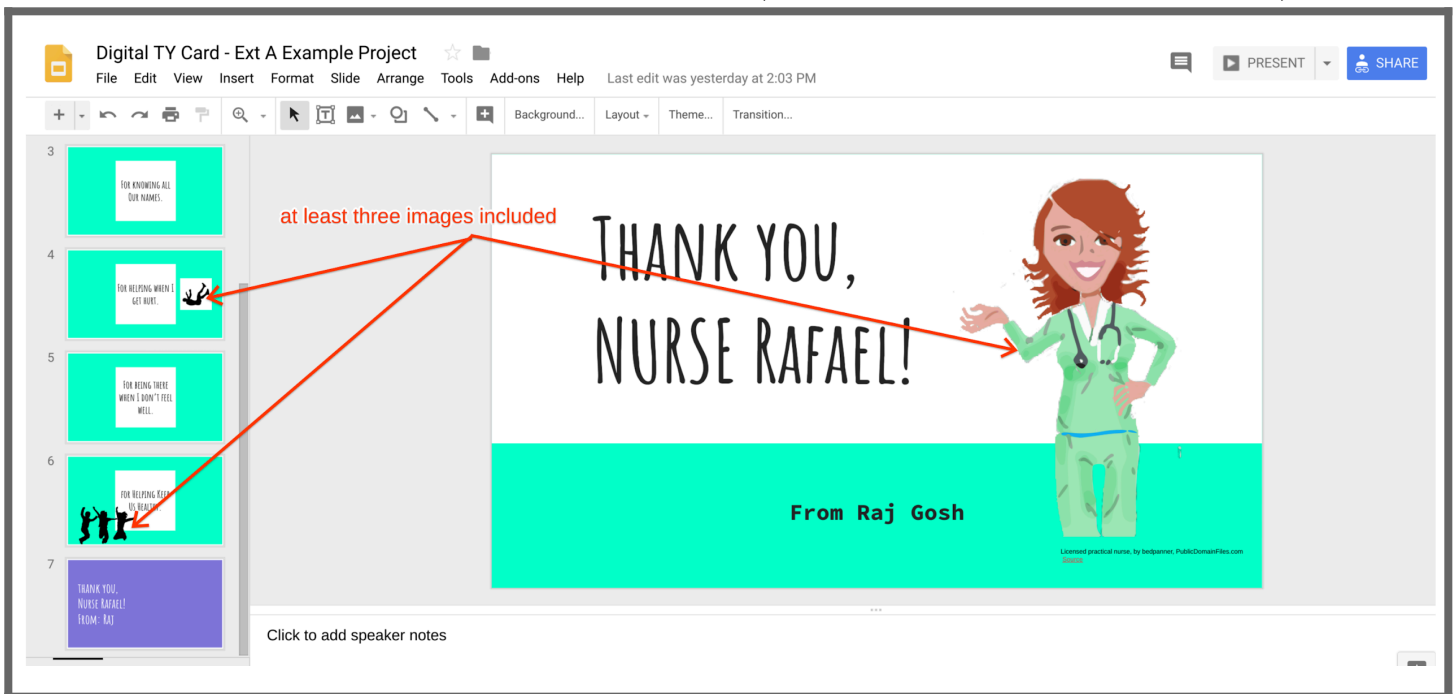 Digital TY Card - Ext A Example Project
File Edit View Insert Format Slide Arrange Tools Add-ons Help Last edit was yesterday at 2:03 PM
PRESENT
SHARE
Background... Layout Theme... Transition...
3
FOR KNOWING ALL
OUR NAMES.
4
FOR HELPING WHEN I
GET HURT.
5
FOR BEING THERE
WHEN I DON'T FEEL
WELL.
6
FOR HELPING KEEP
US HEALTHY.
7
THANK YOU,
NURSE RAFAEL!
FROM: RAJ
at least three images included
THANK YOU,
NURSE RAFAEL!
From Raj Gosh
Licensed practical nurse, by bedpanner, PublicDomainFiles.com
Source
Click to add speaker notes